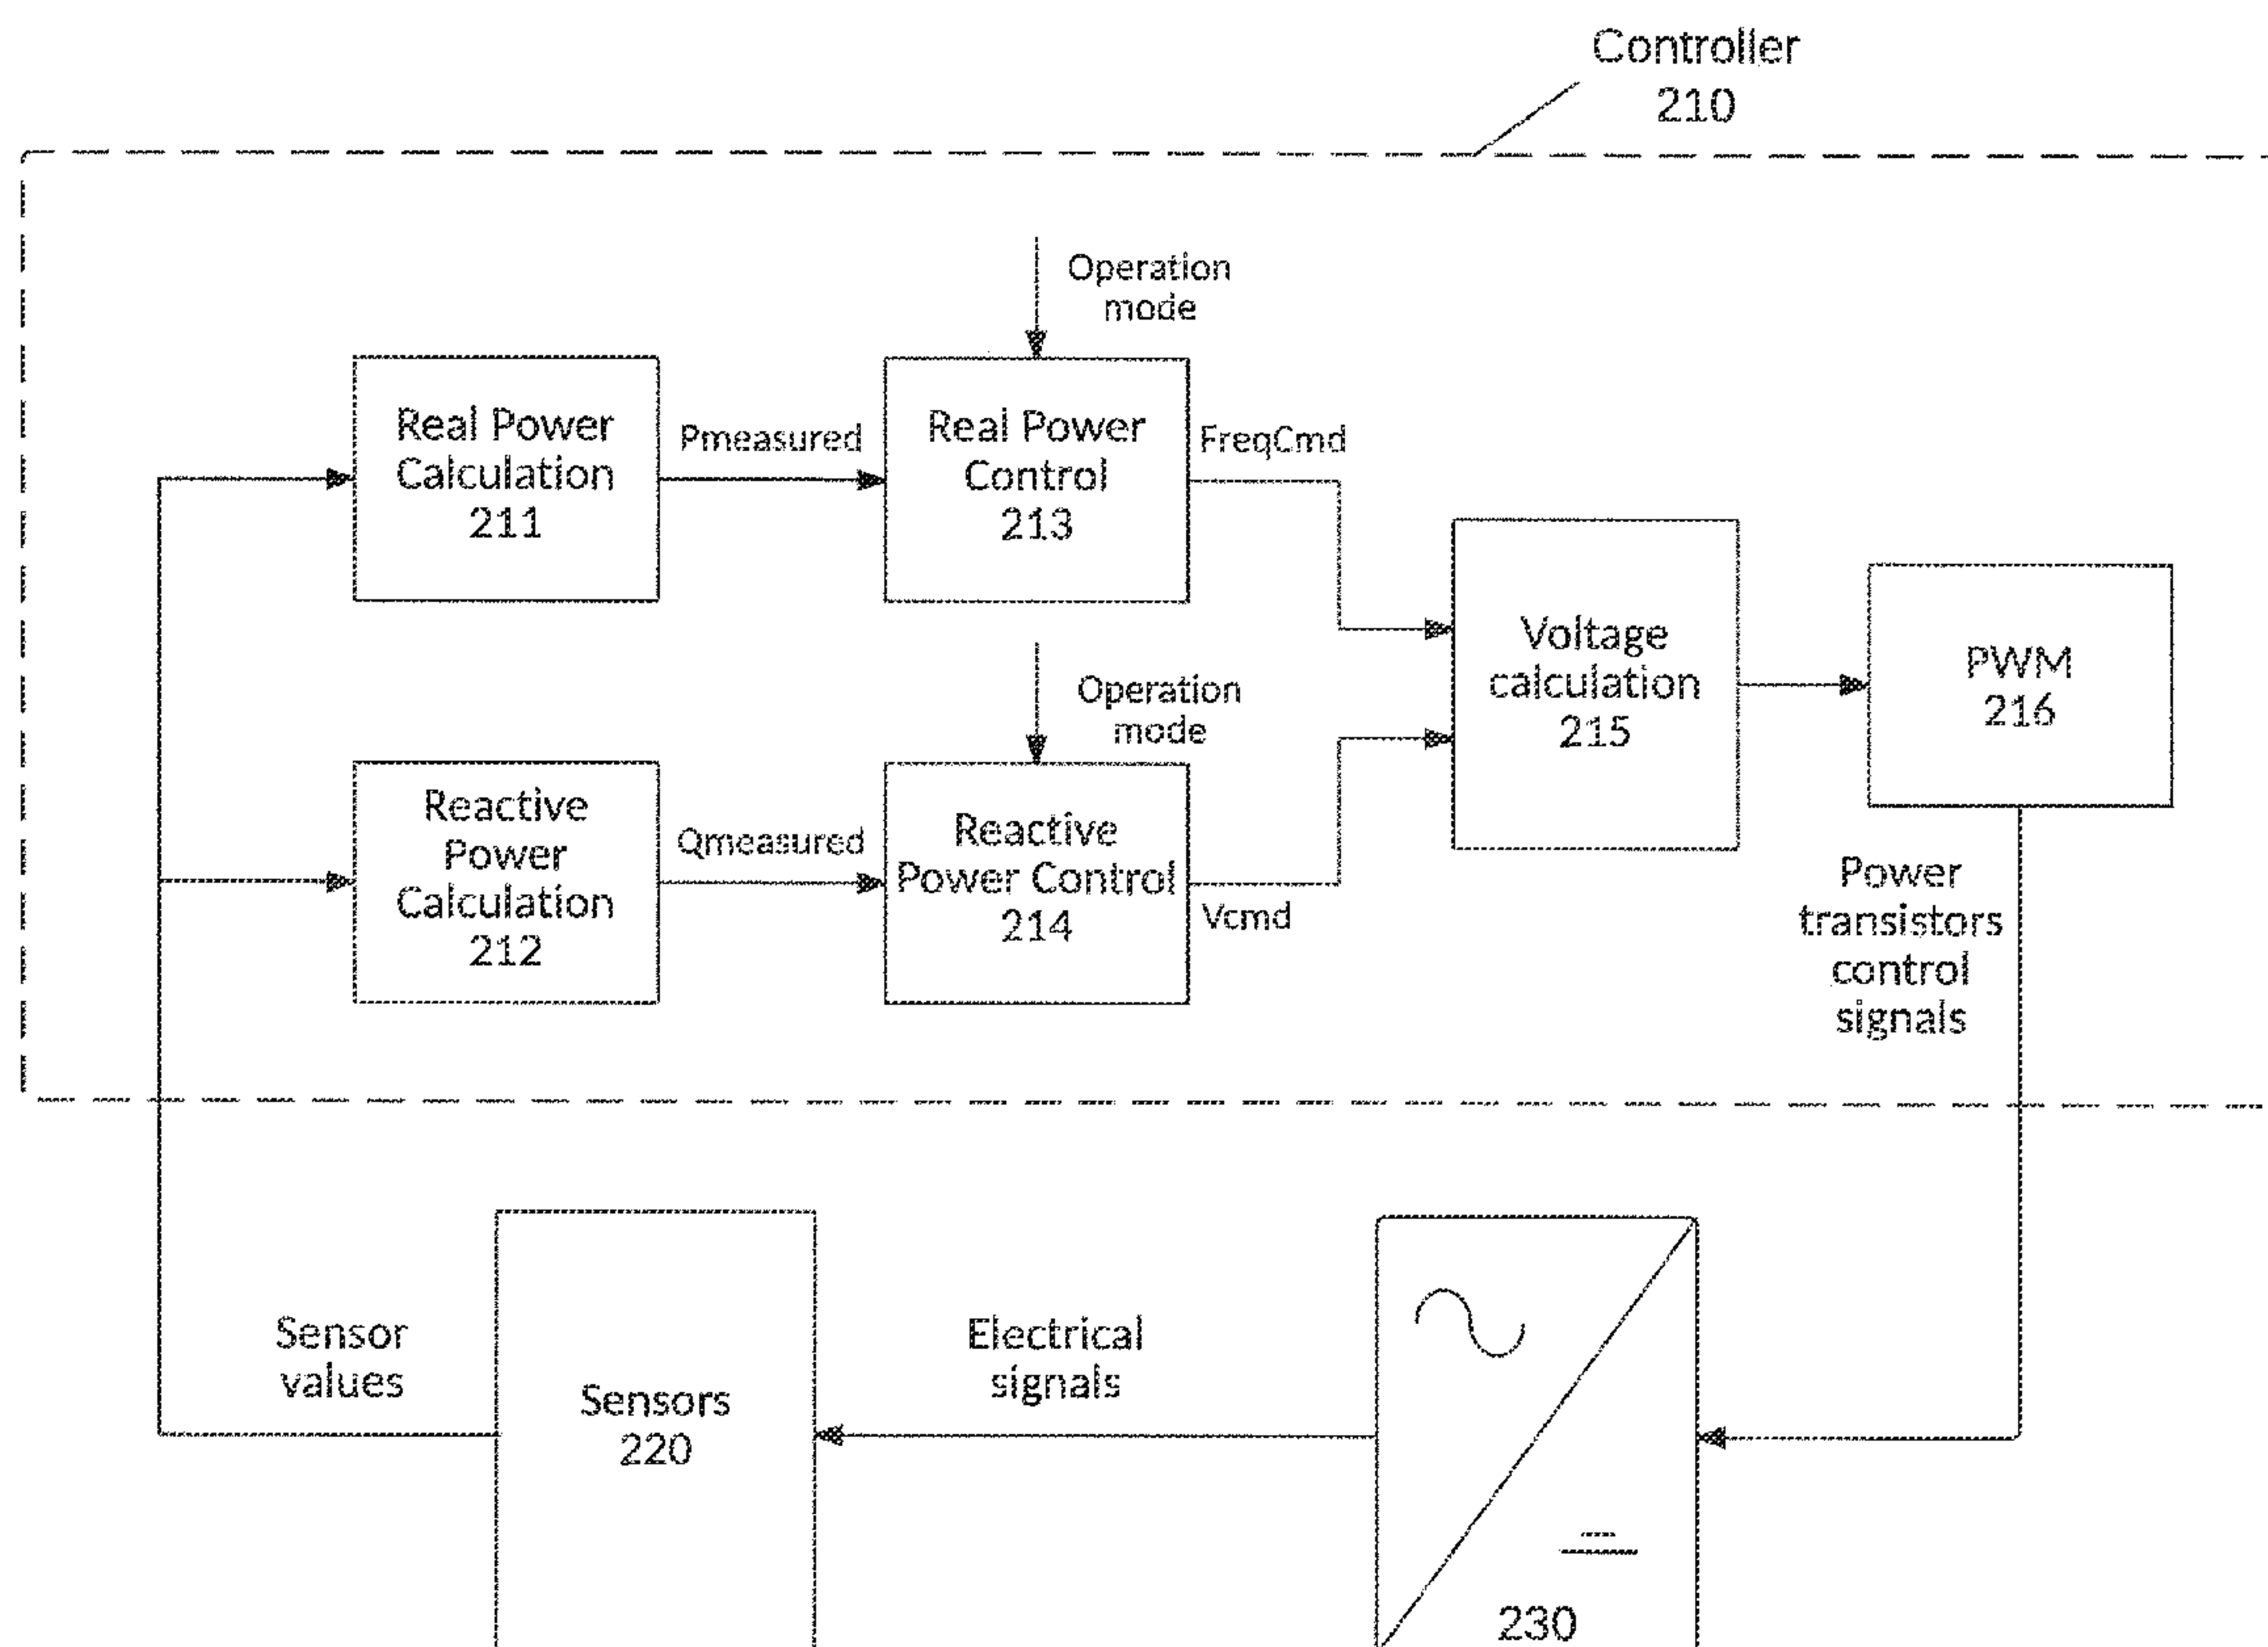 Controller
210
Operation
mode
Real Power
Calculation
211
Pmeasured
Real Power
Control
213
FreqCmd
Voltage
calculation
215
PWM
216
Operation
mode
Reactive
Power
Calculation
212
Qmeasured
Reactive
Power Control
214
Vcmd
Power
transistors
control
signals
Sensor
values
Sensors
220
Electrical
signals
230